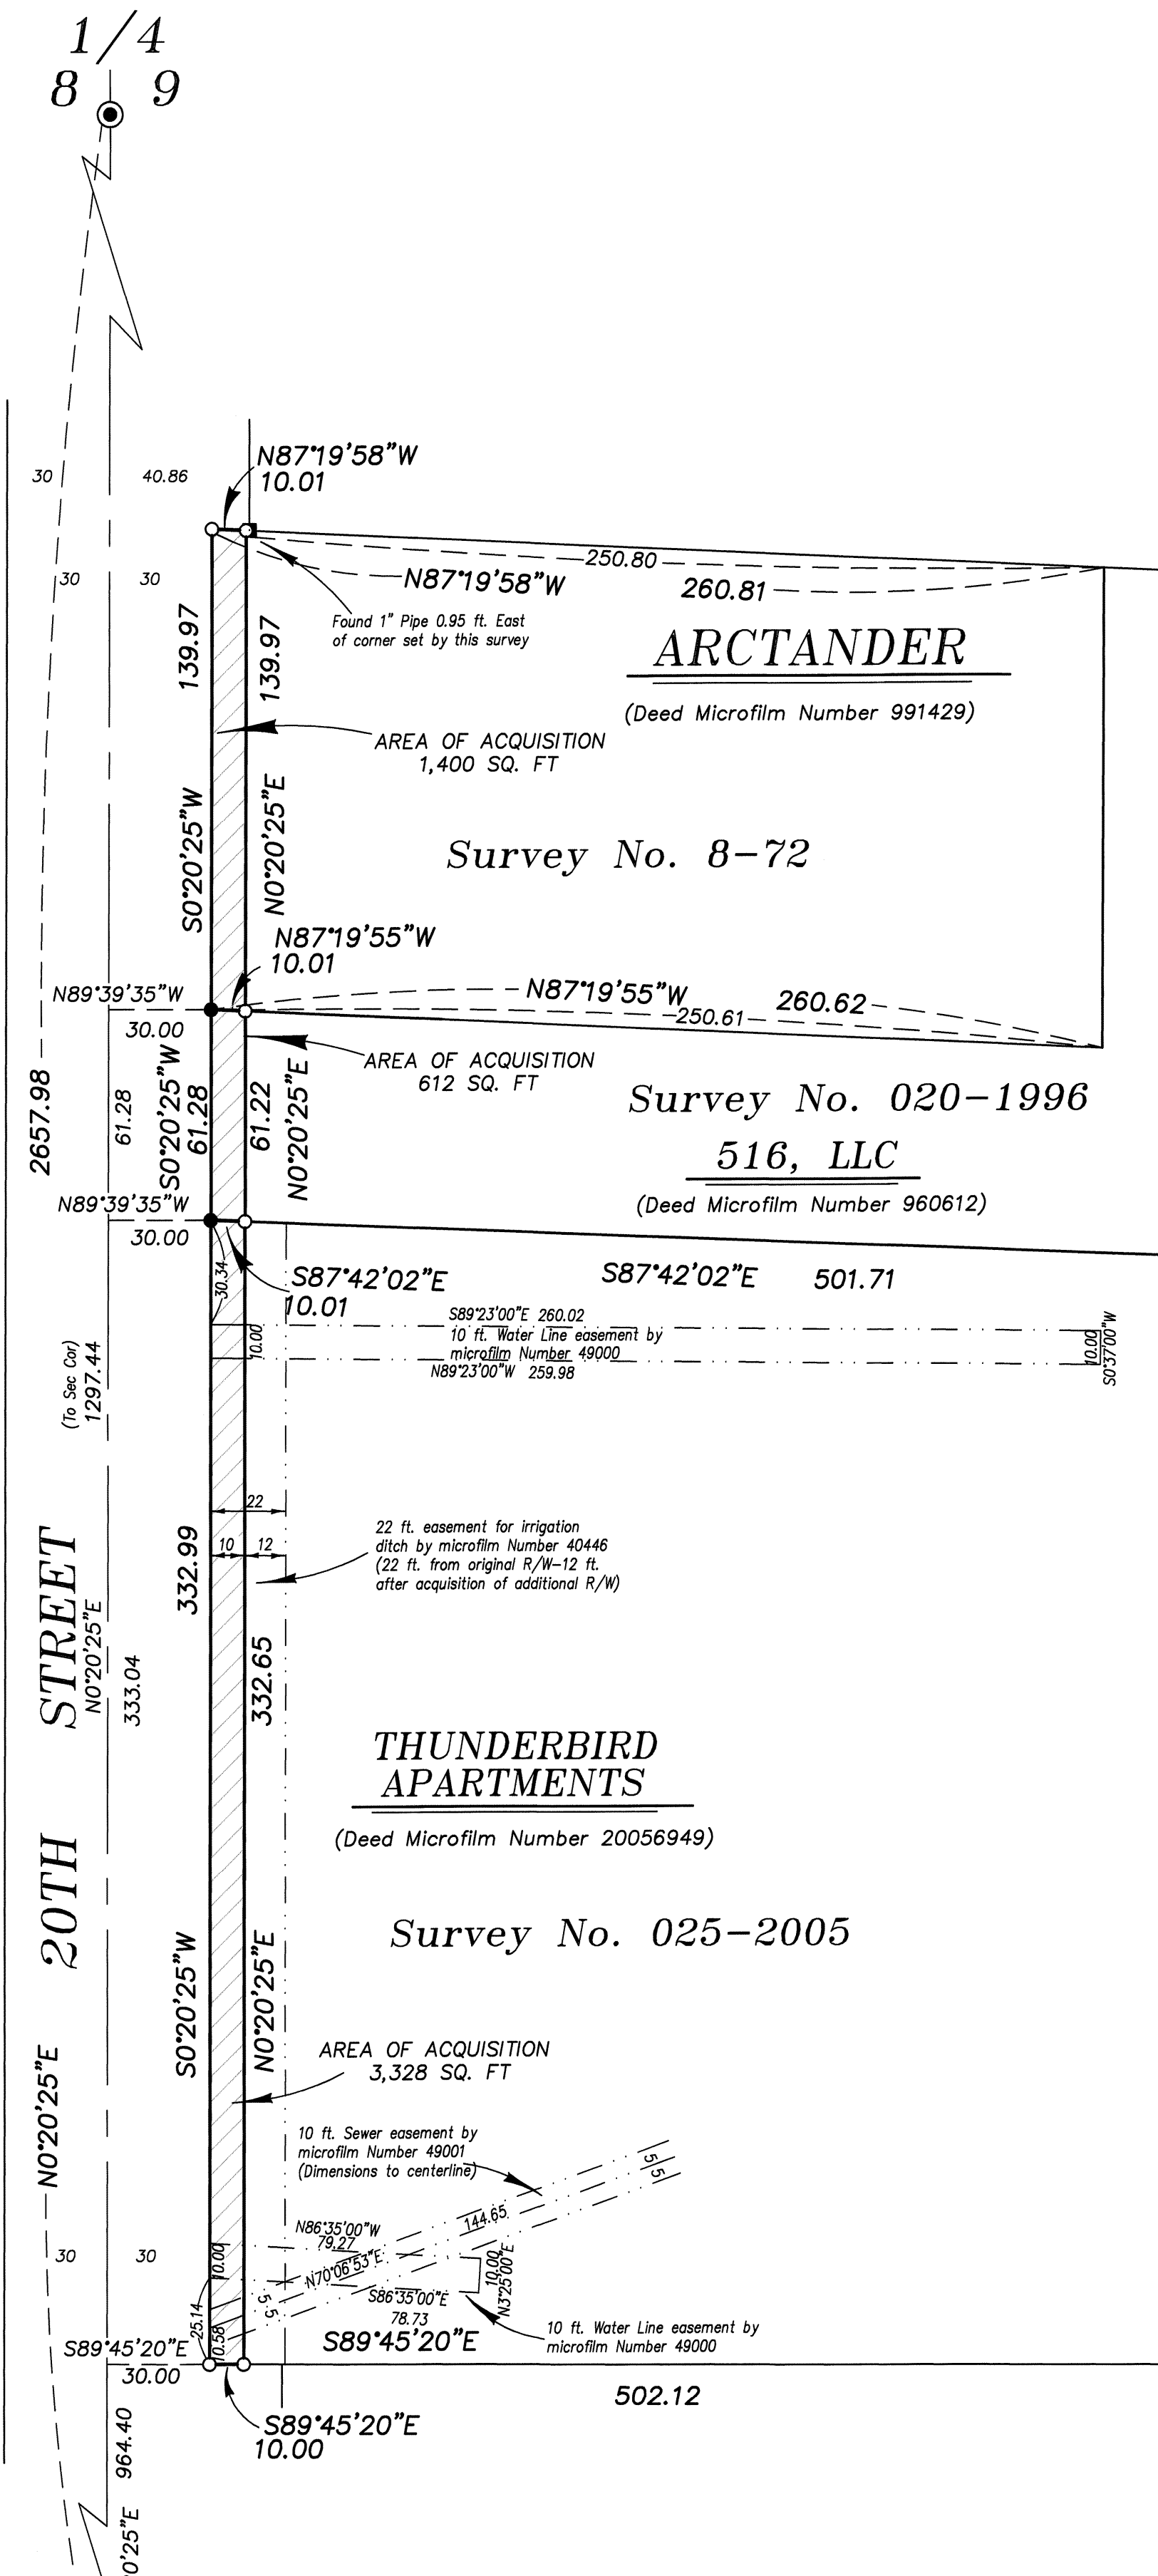 1/4
8 9
N87°19'58"W
10.01
30
40.86
250.80
30
30
N87°19'58"W
260.81
Found 1" Pipe 0.95 ft. East
of corner set by this survey
139.97
139.97
ARCTANDER
(Deed Microfilm Number 991429)
AREA OF ACQUISITION
1,400 SQ. FT
S0°20'25"W
N0°20'25"E
Survey No. 8-72
N87°19'55"W
10.01
N89°39'35"W
30.00
N87°19'55"W
260.62
250.61
AREA OF ACQUISITION
612 SQ. FT
2657.98
61.28
S0°20'25"W
61.28
61.22
N0°20'25"E
Survey No. 020-1996
516, LLC
(Deed Microfilm Number 960612)
N89°39'35"W
30.00
30.34
S87°42'02"E
10.01
S87°42'02"E 501.71
S89°23'00"E 260.02
10 ft. Water Line easement by
microfilm Number 49000
N89°23'00"W 259.98
10.00
10.00
S0°37'00"W
(To Sec Cor)
1297.44
22
10
12
22 ft. easement for irrigation
ditch by microfilm Number 40446
(22 ft. from original R/W-12 ft.
after acquisition of additional R/W)
332.99
332.65
20TH STREET
N0°20'25"E
333.04
THUNDERBIRD
APARTMENTS
(Deed Microfilm Number 20056949)
Survey No. 025-2005
S0°20'25"W
N0°20'25"E
AREA OF ACQUISITION
3,328 SQ. FT
N0°20'25"E
10 ft. Sewer easement by
microfilm Number 49001
(Dimensions to centerline)
5
5
144.65
N86°35'00"W
79.27
30
30
10.00
N70°06'53"E
10.00
N3°25'00"E
S86°35'00"E
78.73
5
5
25.14
10.58
10 ft. Water Line easement by
microfilm Number 49000
S89°45'20"E
30.00
S89°45'20"E
502.12
S89°45'20"E
10.00
964.40
0'25"E